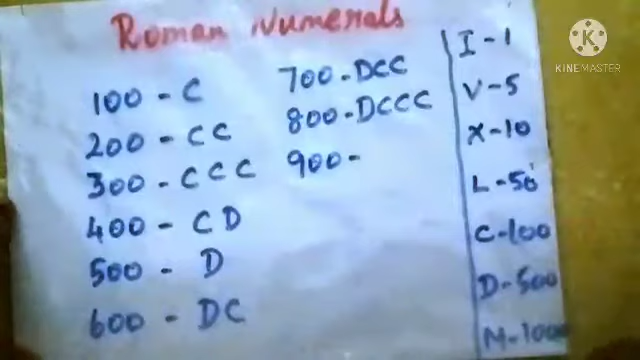 Roman Numerals
100 - C
200 - CC
300 - CCC
400 - CD
500 - D
600 - DC
700 - DCC
800 - DCCC
900 -
I - 1
V - 5
X - 10
L - 50
C - 100
D - 500
M - 1000
KINEMASTER